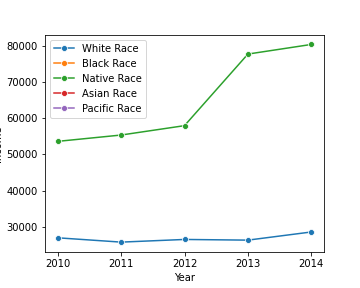 80000
70000
60000
50000
40000
30000
White Race
Black Race
Native Race
Asian Race
Pacific Race
2010 2011 2012 2013 2014
Year